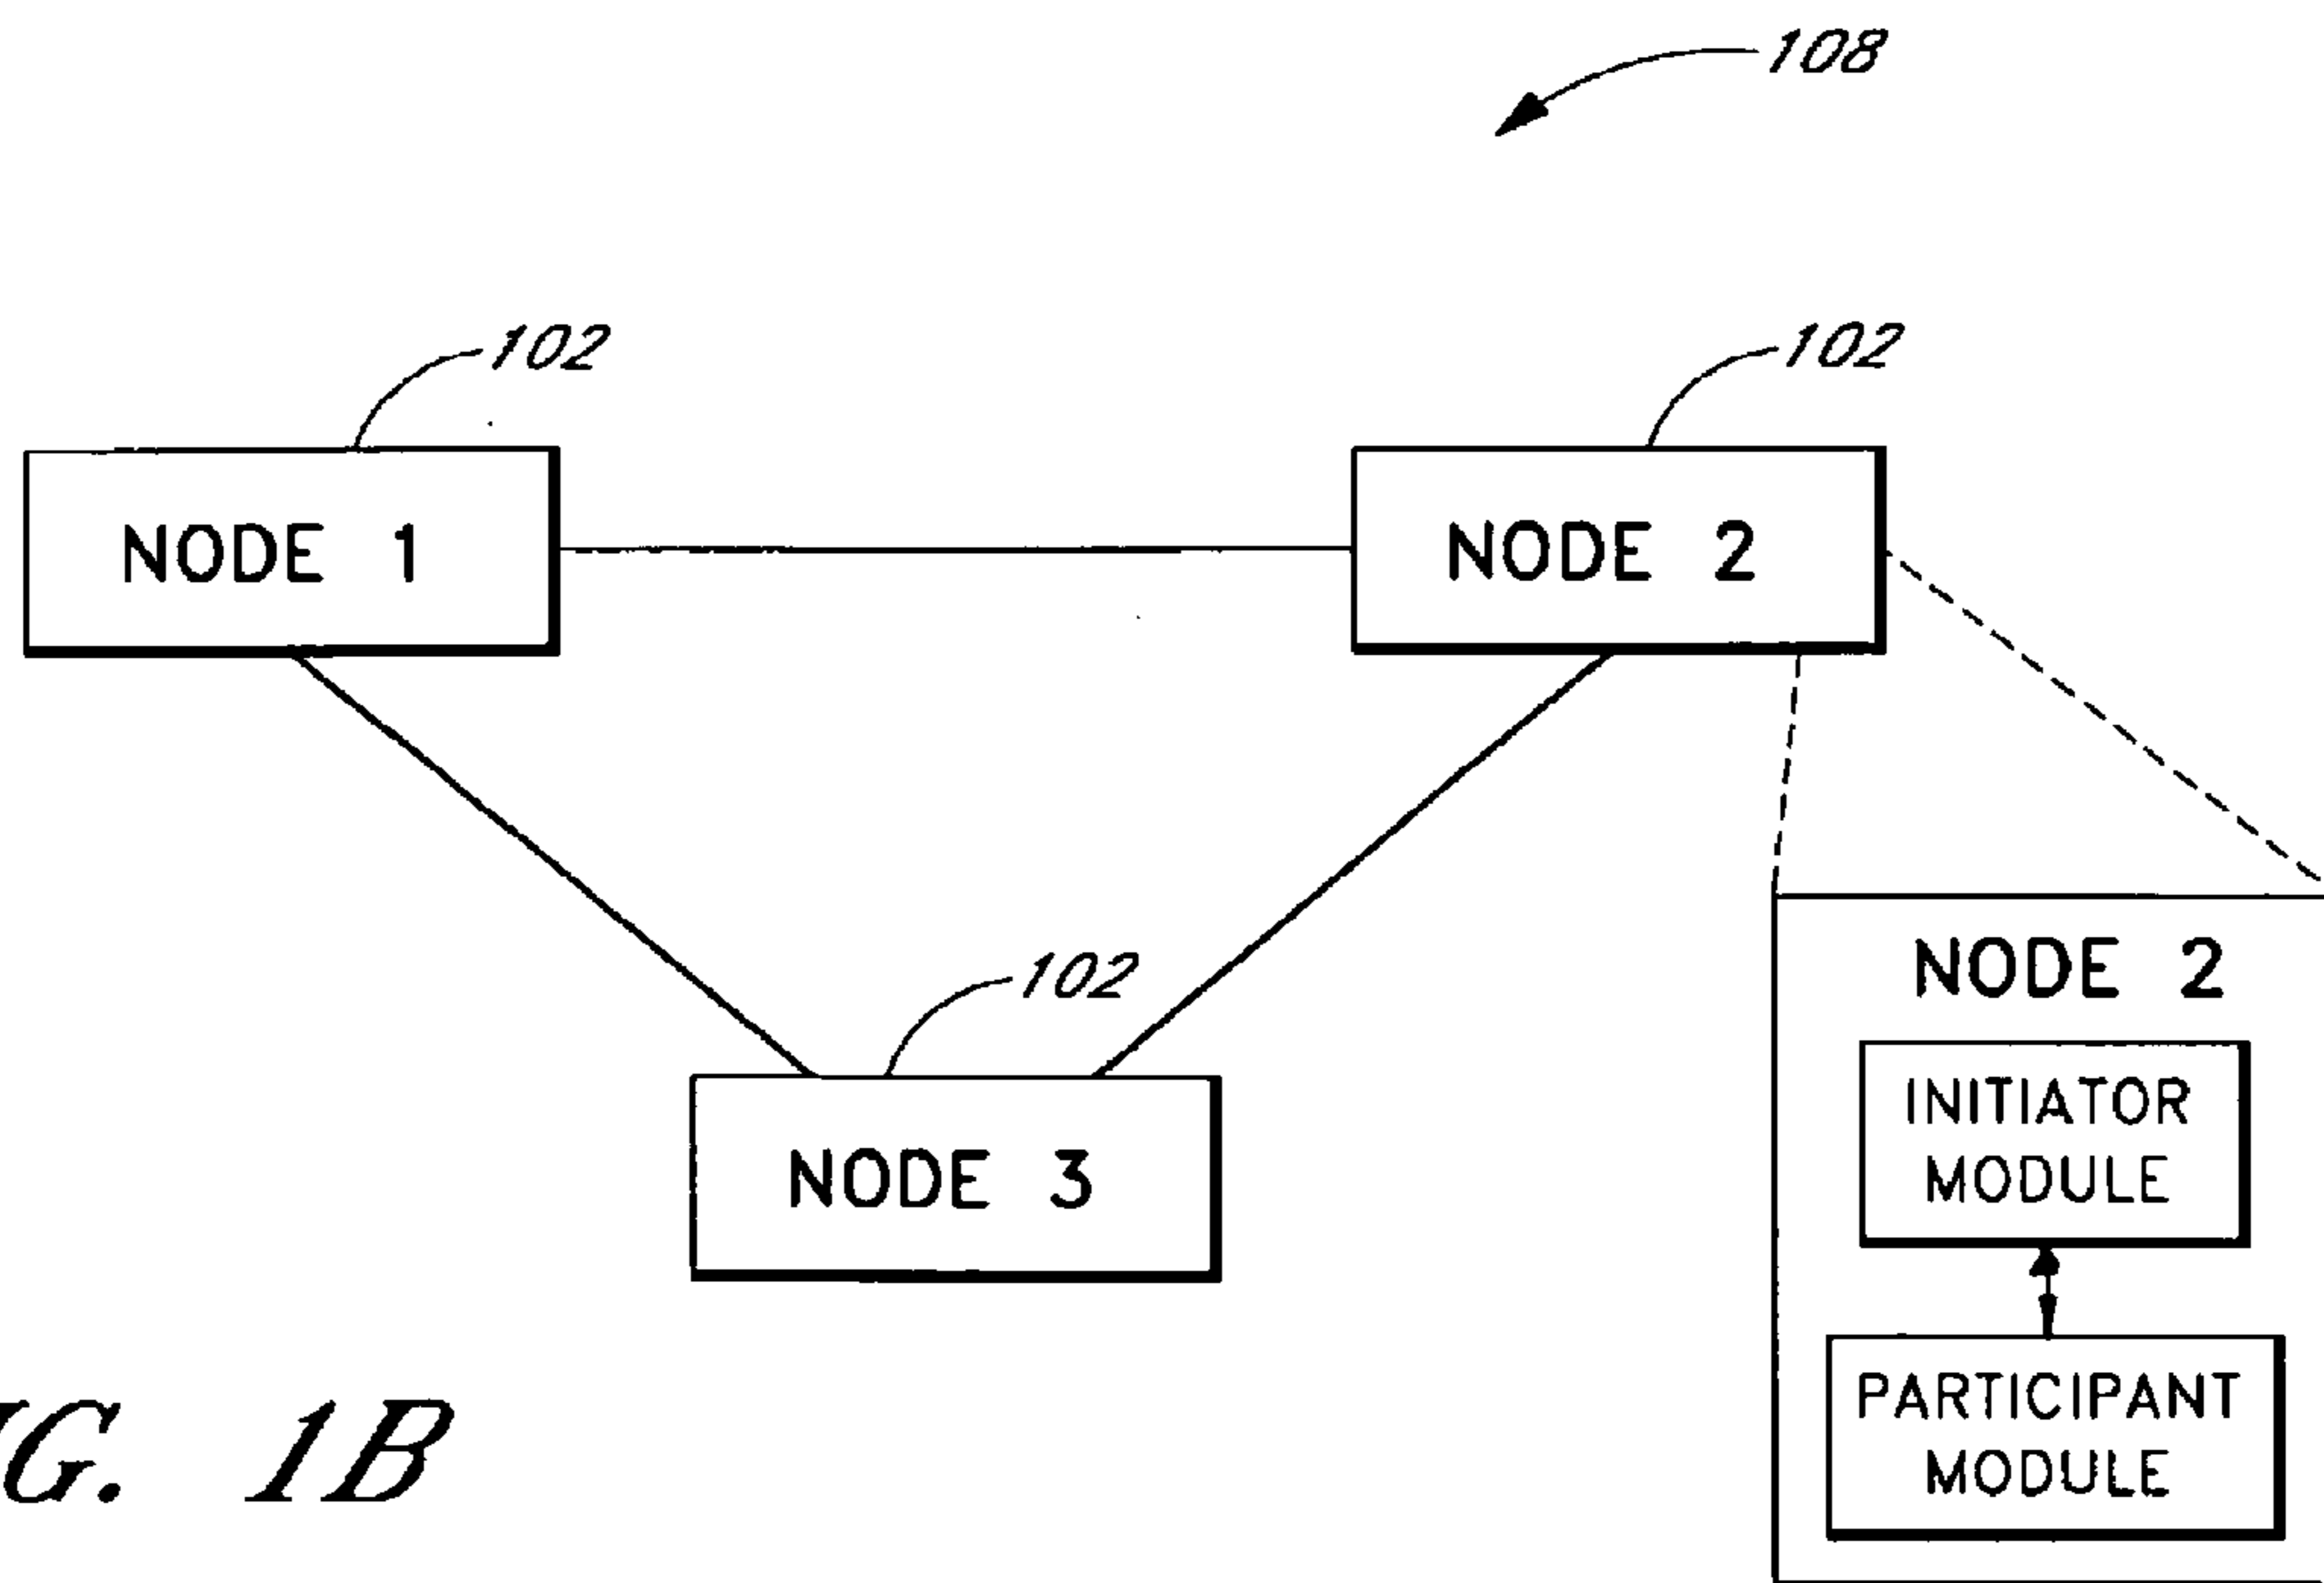 108
102
102
NODE 1
NODE 2
102
NODE 2
NODE 3
INITIATOR
MODULE
PARTICIPANT
MODULE
G. 1B